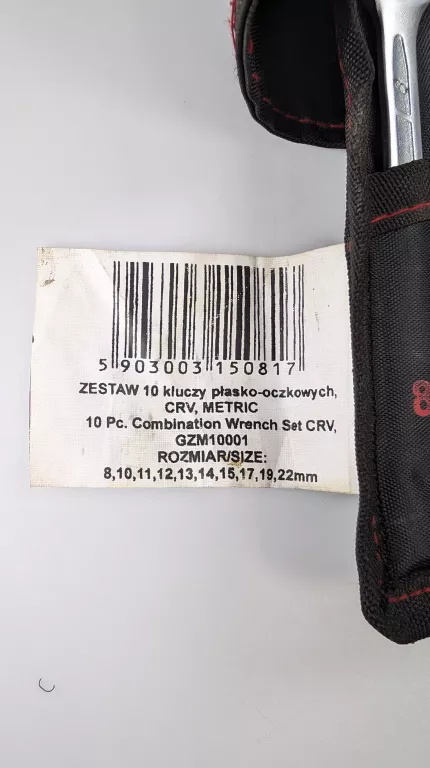 5 903003 150817
ZESTAW 10 kluczy płasko-oczkowych,
CRV, METRIC
10 Pc. Combination Wrench Set CRV,
GZM10001
ROZMIAR/SIZE:
8,10,11,12,13,14,15,17,19,22mm
8